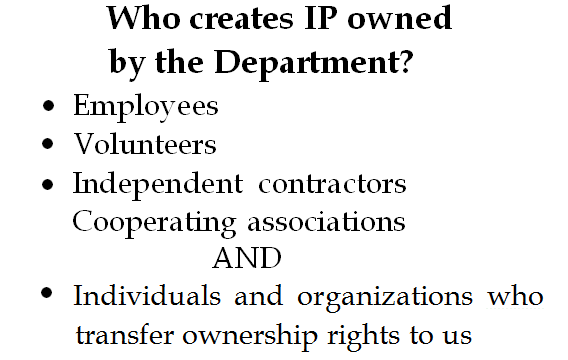 Who creates IP owned
by the Department?
• Employees
• Volunteers
• Independent contractors
Cooperating associations
AND
• Individuals and organizations who
transfer ownership rights to us